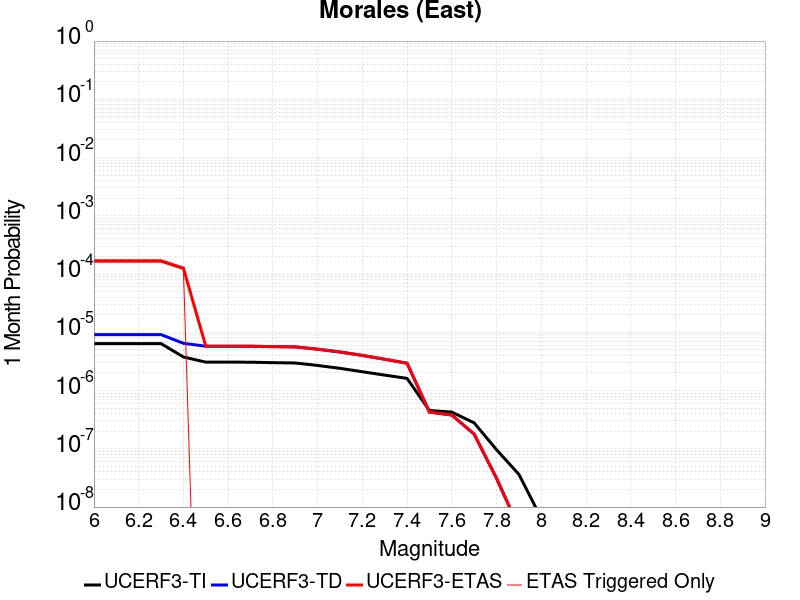 Morales (East)
10^0
10^-1
10^-2
10^-3
10^-4
10^-5
10^-6
10^-7
10^-8
1 Month Probability
6 6.2 6.4 6.6 6.8 7 7.2 7.4 7.6 7.8 8 8.2 8.4 8.6 8.8 9
Magnitude
UCERF3-TI UCERF3-TD UCERF3-ETAS ETAS Triggered Only